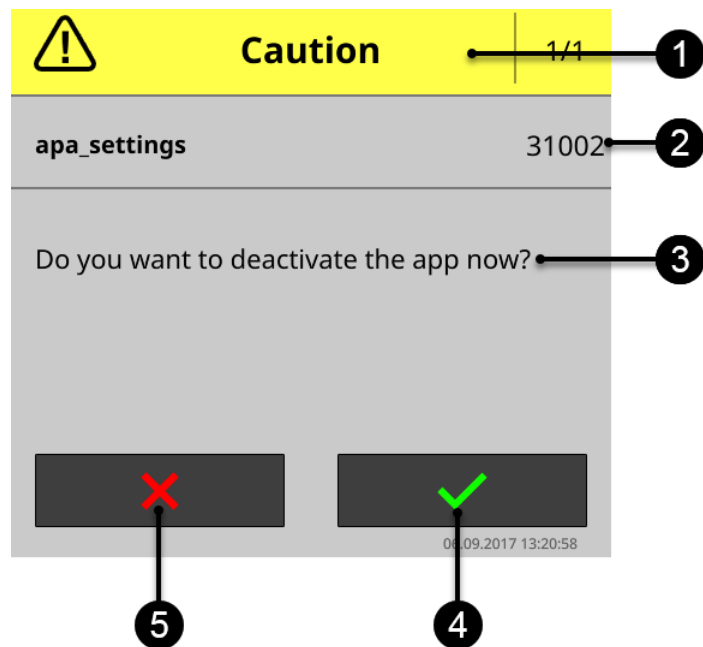 Caution 1/1 1
apa_settings 31002 2
Do you want to deactivate the app now? 3
06.09.2017 13:20:58
5 4